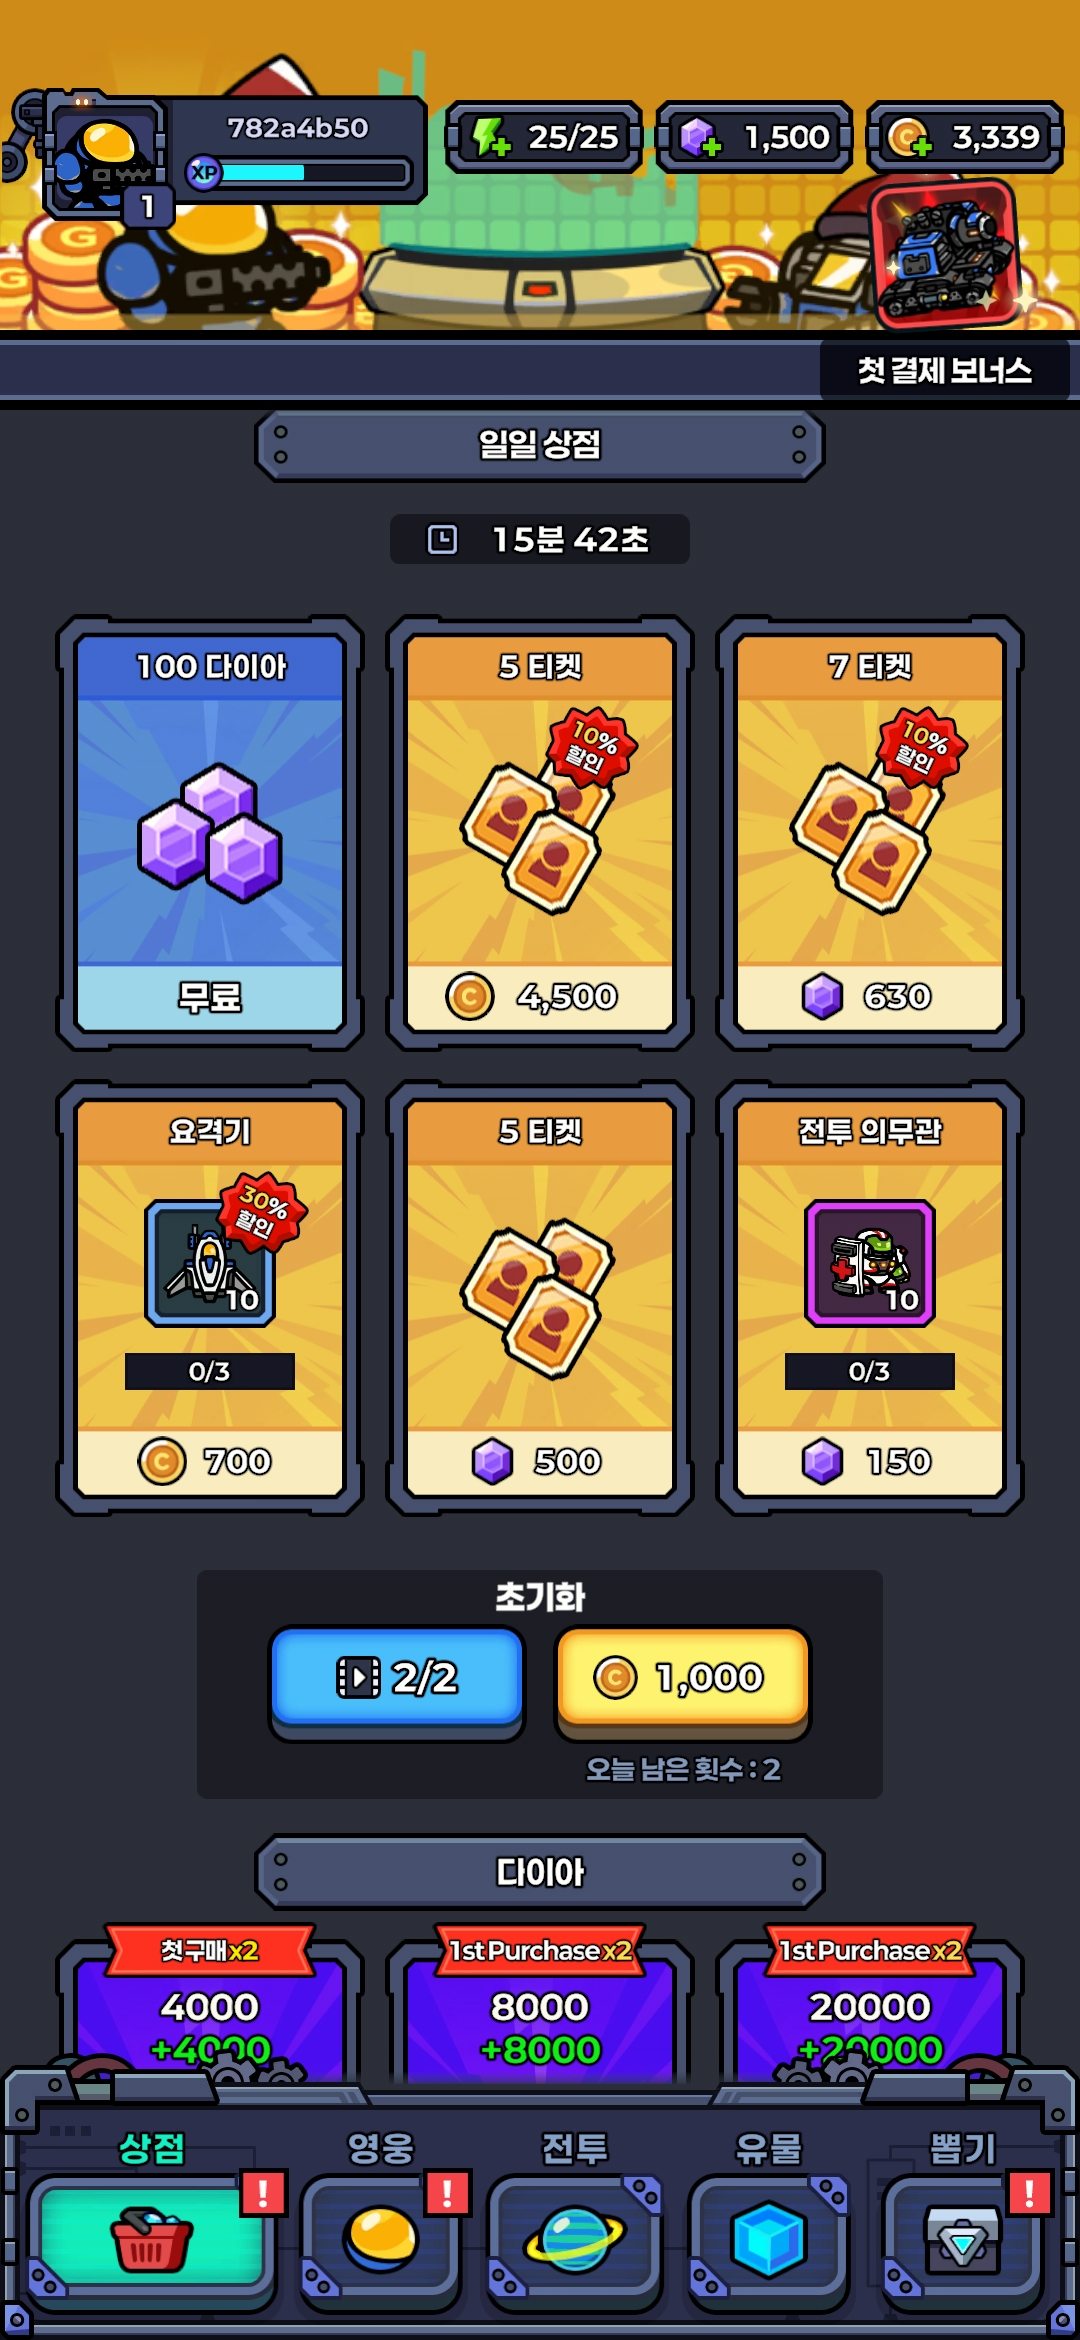 782a4b50
XP
1
25/25
1,500
3,339
첫 결제 보너스
일일 상점
15분 42초
100 다이아
무료
5 티켓
10%
할인
4,500
7 티켓
10%
할인
630
요격기
30%
할인
10
0/3
700
5 티켓
500
전투 의무관
10
0/3
150
초기화
2/2
1,000
오늘 남은 횟수 : 2
다이아
첫 구매 x2
4000
+4000
1st Purchase x2
8000
+8000
1st Purchase x2
20000
+20000
상점
영웅
전투
유물
뽑기